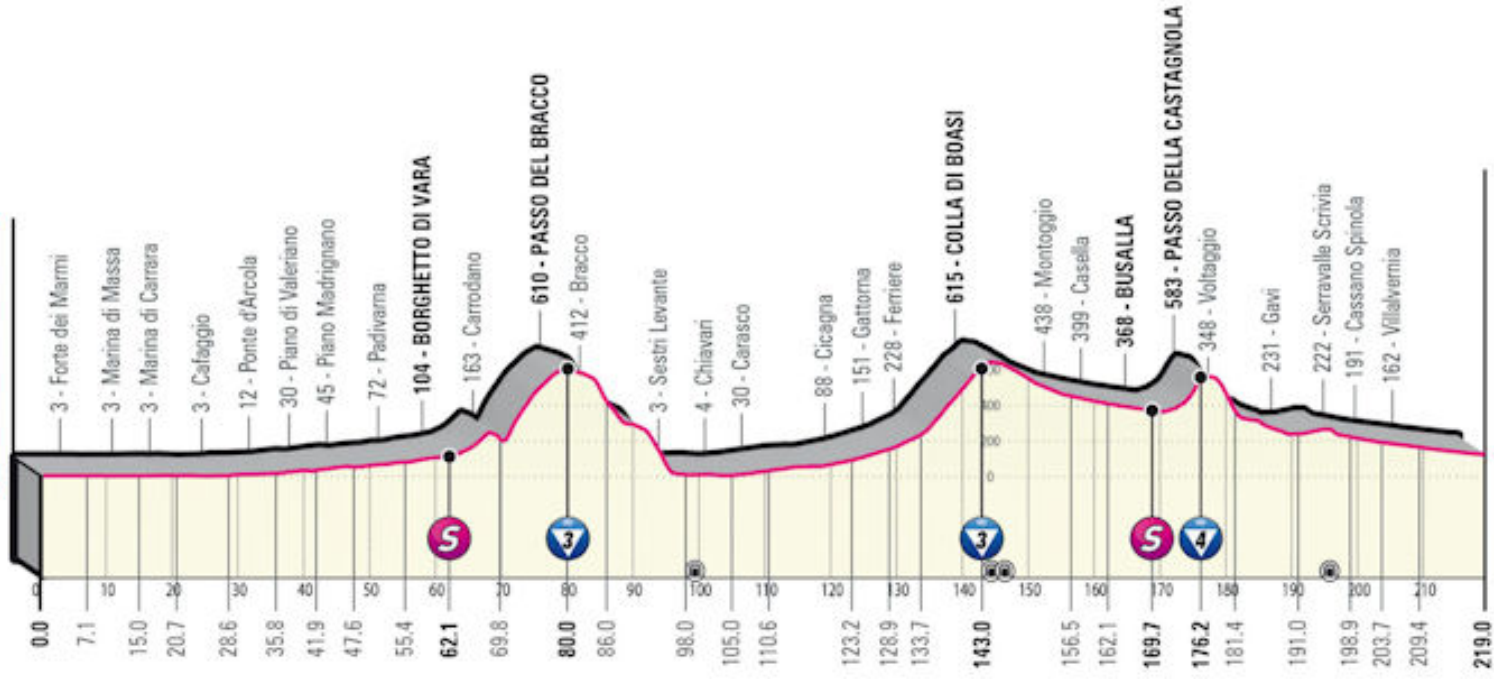 3 - Forte dei Marmi
3 - Marina di Massa
3 - Marina di Carrara
3 - Cafaggio
12 - Ponte d'Arcola
30 - Piano di Valeriano
45 - Piano Madrignano
72 - Padivarna
104 - BORGHETTO DI VARA
163 - Carrodano
610 - PASSO DEL BRACCO
412 - Bracco
3 - Sestri Levante
4 - Chiavari
30 - Carasco
88 - Cicagna
151 - Gattorna
228 - Ferriere
615 - COLLA DI BOASI
438 - Montoggio
399 - Casella
368 - BUSALLA
583 - PASSO DELLA CASTAGNOLA
348 - Voltaggio
231 - Gavi
222 - Serravalle Scrivia
191 - Cassano Spinola
162 - Villalvernia
400
200
0
S
3
3
S
4
0 10 20 30 40 50 60 70 80 90 100 110 120 130 140 150 160 170 180 190 200 210
0.0 7.1 15.0 20.7 28.6 35.8 41.9 47.6 55.4 62.1 69.8 80.0 86.0 98.0 105.0 110.6 123.2 128.9 133.7 143.0 156.5 162.1 169.7 176.2 181.4 191.0 198.9 203.7 209.4 219.0